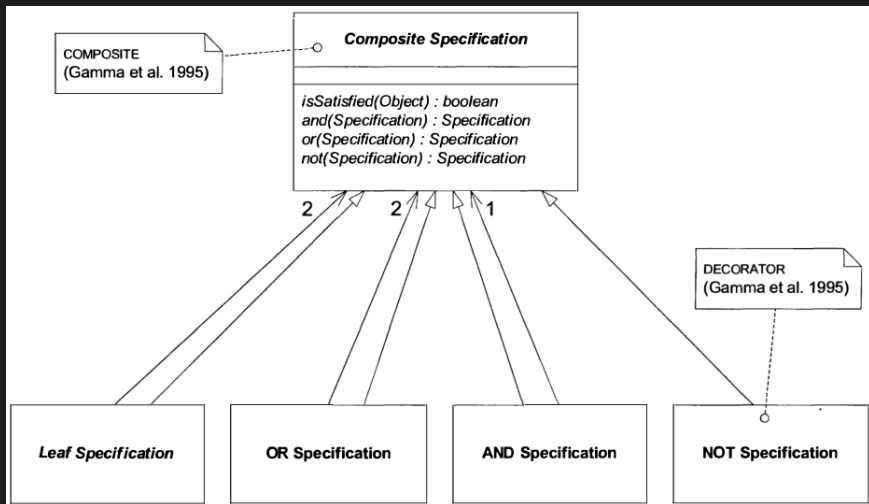 COMPOSITE
(Gamma et al. 1995)
Composite Specification
isSatisfied(Object) : boolean
and(Specification) : Specification
or(Specification) : Specification
not(Specification) : Specification
2
2
1
DECORATOR
(Gamma et al. 1995)
Leaf Specification
OR Specification
AND Specification
NOT Specification